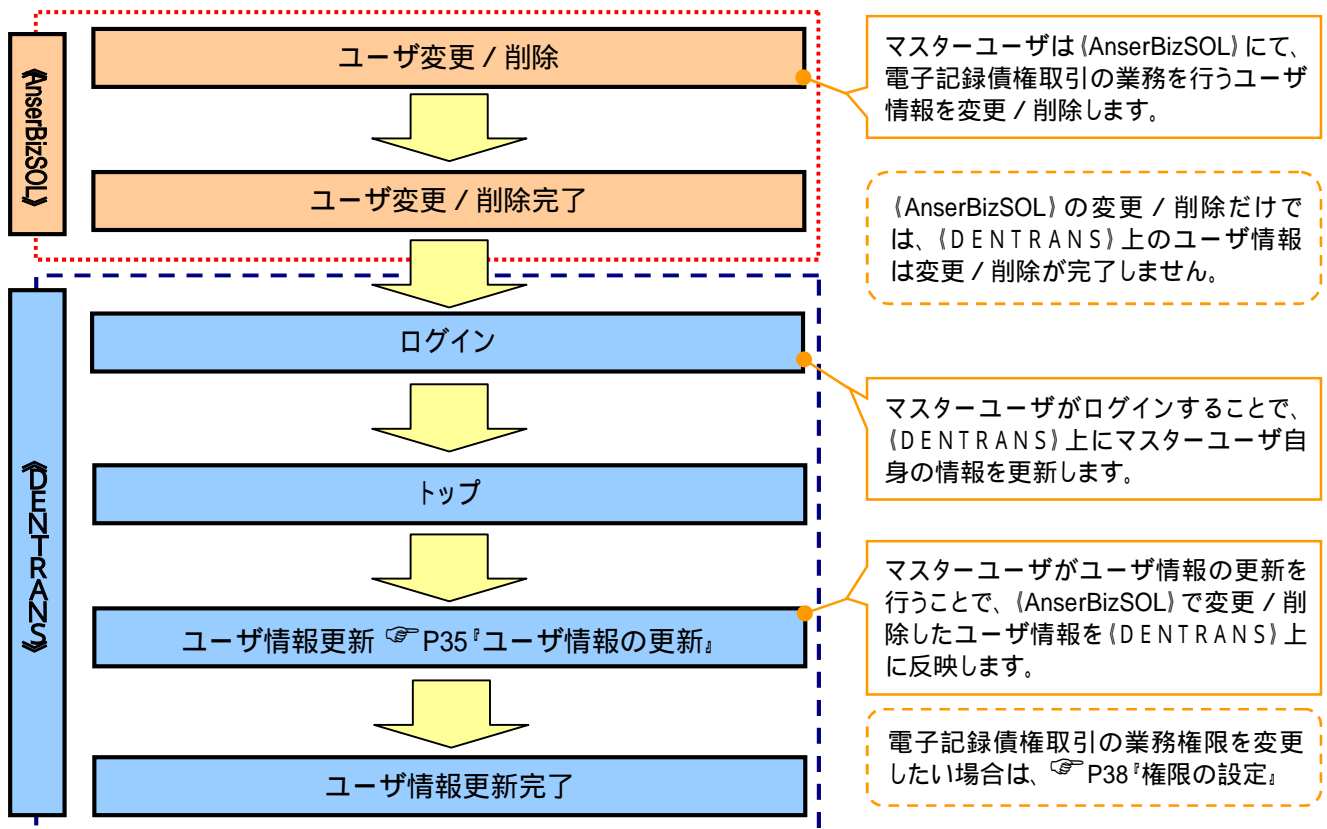 《AnserBizSOL》
ユーザ変更 / 削除
マスターユーザは《AnserBizSOL》にて、
電子記録債権取引の業務を行うユーザ
情報を変更 / 削除します。
ユーザ変更 / 削除完了
《AnserBizSOL》の変更 / 削除だけで
は、《DENTRANS》上のユーザ情報
は変更 / 削除が完了しません。
《DENTRANS》
ログイン
マスターユーザがログインすることで、
《DENTRANS》上にマスターユーザ自
身の情報を更新します。
トップ
ユーザ情報更新 ☞ P35『ユーザ情報の更新』
マスターユーザがユーザ情報の更新を
行うことで、《AnserBizSOL》で変更 / 削
除したユーザ情報を《DENTRANS》上
に反映します。
ユーザ情報更新完了
電子記録債権取引の業務権限を変更
したい場合は、☞ P38『権限の設定』